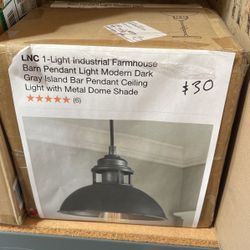 LNC 1-Light Industrial Farmhouse
Barn Pendant Light Modern Dark
Gray Island Bar Pendant Ceiling
Light with Metal Dome Shade
★★★★★ (6)
$30